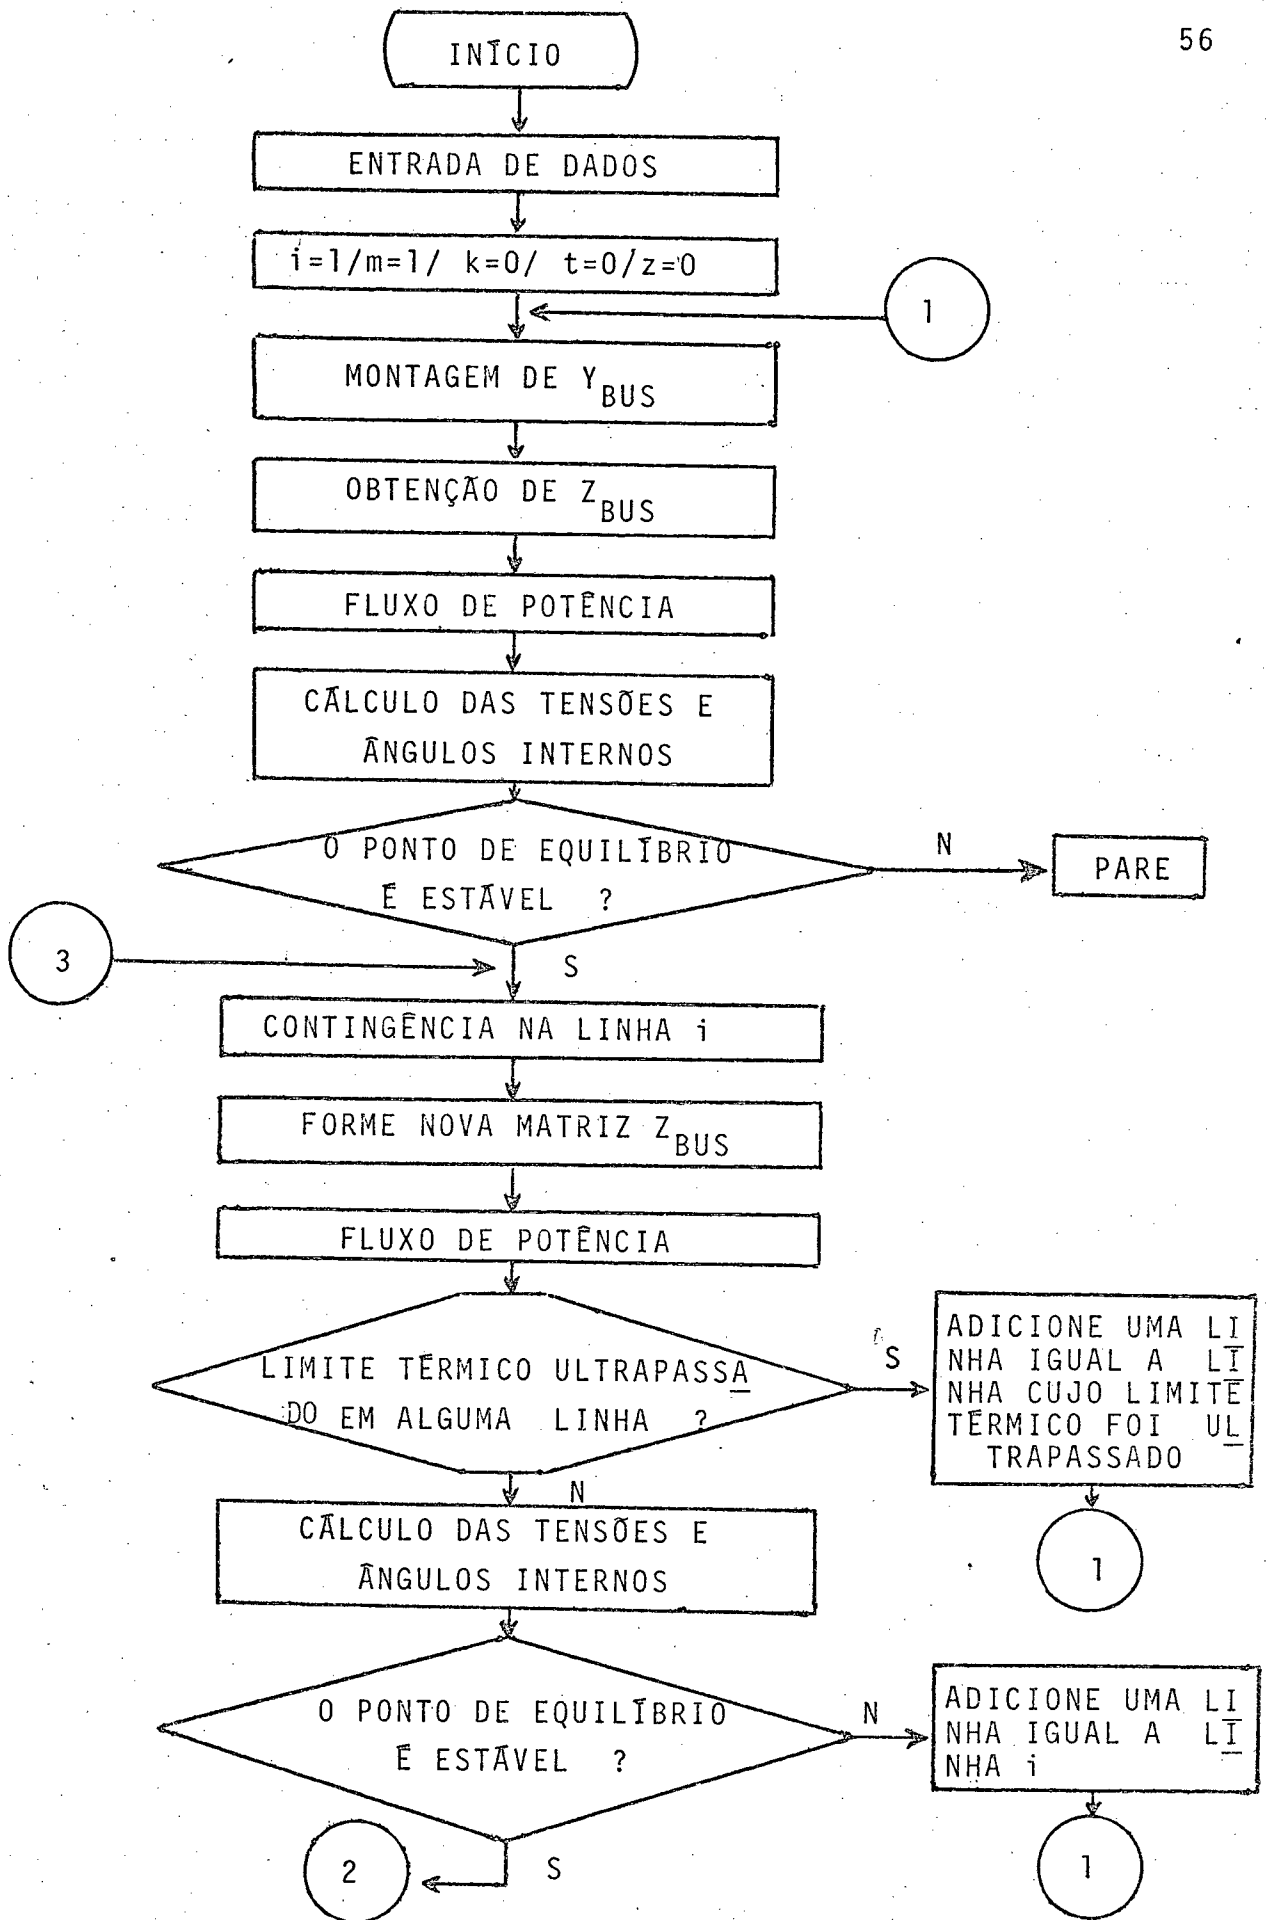 56
INÍCIO
ENTRADA DE DADOS
i=1/m=1/ k=0/ t=0/z=0
1
MONTAGEM DE Y BUS
OBTENÇÃO DE Z BUS
FLUXO DE POTÊNCIA
CÁLCULO DAS TENSÕES E
ÂNGULOS INTERNOS
O PONTO DE EQUILÍBRIO
É ESTÁVEL ?
N
PARE
3
S
CONTINGÊNCIA NA LINHA i
FORME NOVA MATRIZ Z BUS
FLUXO DE POTÊNCIA
LIMITE TÉRMICO ULTRAPASSA
DO EM ALGUMA LINHA ?
S
ADICIONE UMA LI
NHA IGUAL A LI
NHA CUJO LIMITE
TÉRMICO FOI UL
TRAPASSADO
1
N
CÁLCULO DAS TENSÕES E
ÂNGULOS INTERNOS
O PONTO DE EQUILÍBRIO
É ESTÁVEL ?
N
ADICIONE UMA LI
NHA IGUAL A LI
NHA i
1
S
2